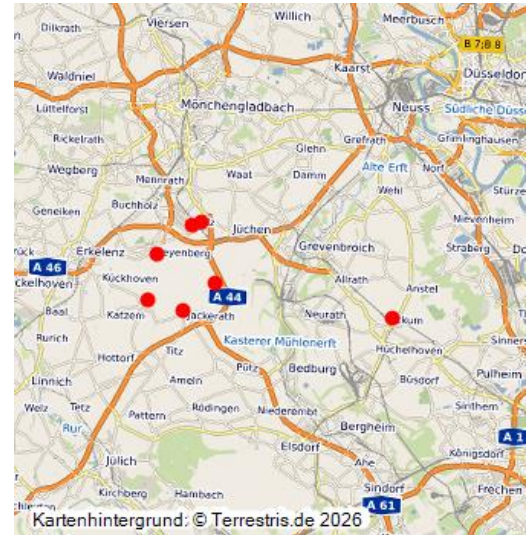 Dilkrath
Viersen
Willich
Meerbusch
B 7;B 8
Waldniel
Kaarst
Düsseldorf
Lüttelforst
Mönchengladbach
Neuss
Südliche Düss
Rickelrath
Glehn
Grefrath
Grimlinghausen
Wegberg
Mennrath
Waat
Damm
Alte Erft
Norf
Wehl
Stürze
Geneiken
Buchholz
Jüchen
Nievenheim
Erkelenz
Grevenbroich
Straberg
A 46
Kückhoven
Allrath
Anstel
A 44
Baal
Katzem
Jackerath
Neurath
Rurich
Kasterer Mühlenerft
Hüchelhoven
Sinners
Hottorf
Titz
Pütz
Bedburg
Pulheim
Linnich
Ameln
Büsdorf
Welz
Tetz
Pattern
Rödingen
Niederembt
Sinthern
Rur
Bergheim
A 1
Elsdorf
Königsdorf
Jülich
Ahe
Kirchberg
Hambach
Sindorf
Frechen
A 61
Kartenhintergrund: © Terrestris.de 2026